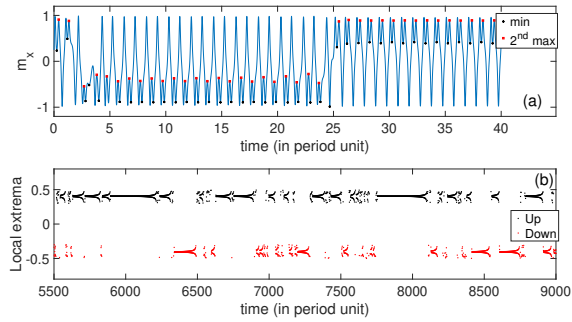 1
0
-1
m_x
min
2^nd max
(a)
0 5 10 15 20 25 30 35 40
time (in period unit)
(b)
0.5
0
-0.5
Local extrema
Up
Down
5500 6000 6500 7000 7500 8000 8500 9000
time (in period unit)